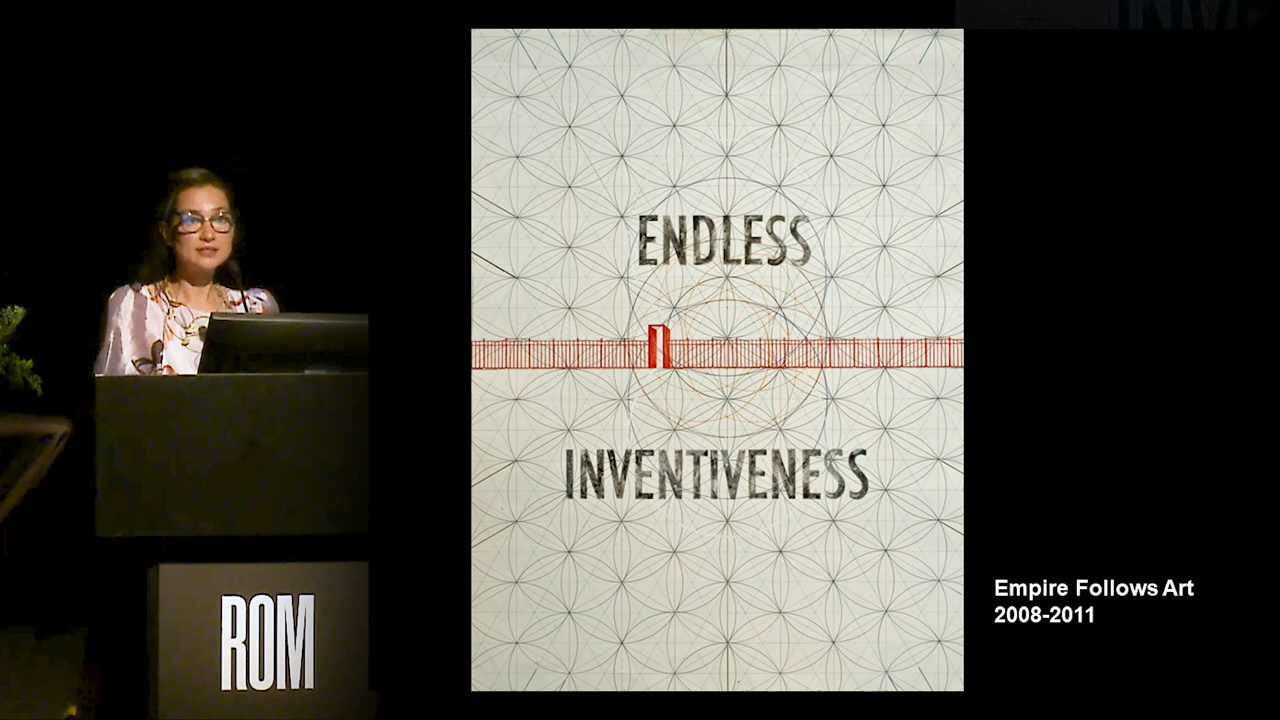 ENDLESS
INVENTIVENESS
Empire Follows Art
2008-2011
ROM